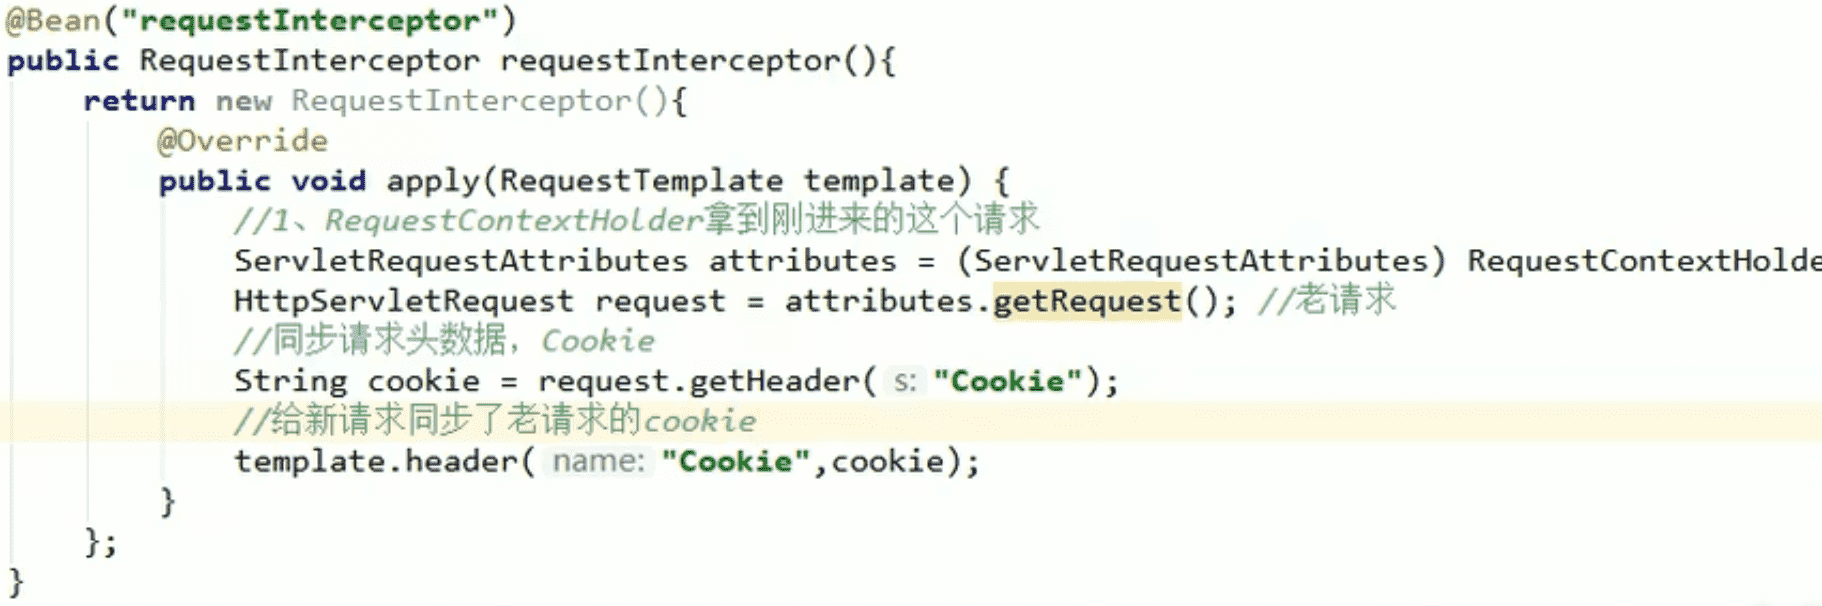 @Bean("requestInterceptor")
public RequestInterceptor requestInterceptor(){
    return new RequestInterceptor(){
        @Override
        public void apply(RequestTemplate template) {
            //1、RequestContextHolder拿到刚进来的这个请求
            ServletRequestAttributes attributes = (ServletRequestAttributes) RequestContextHolde
            HttpServletRequest request = attributes.getRequest(); //老请求
            //同步请求头数据，Cookie
            String cookie = request.getHeader( s: "Cookie");
            //给新请求同步了老请求的cookie
            template.header( name: "Cookie",cookie);
        }
    };
}